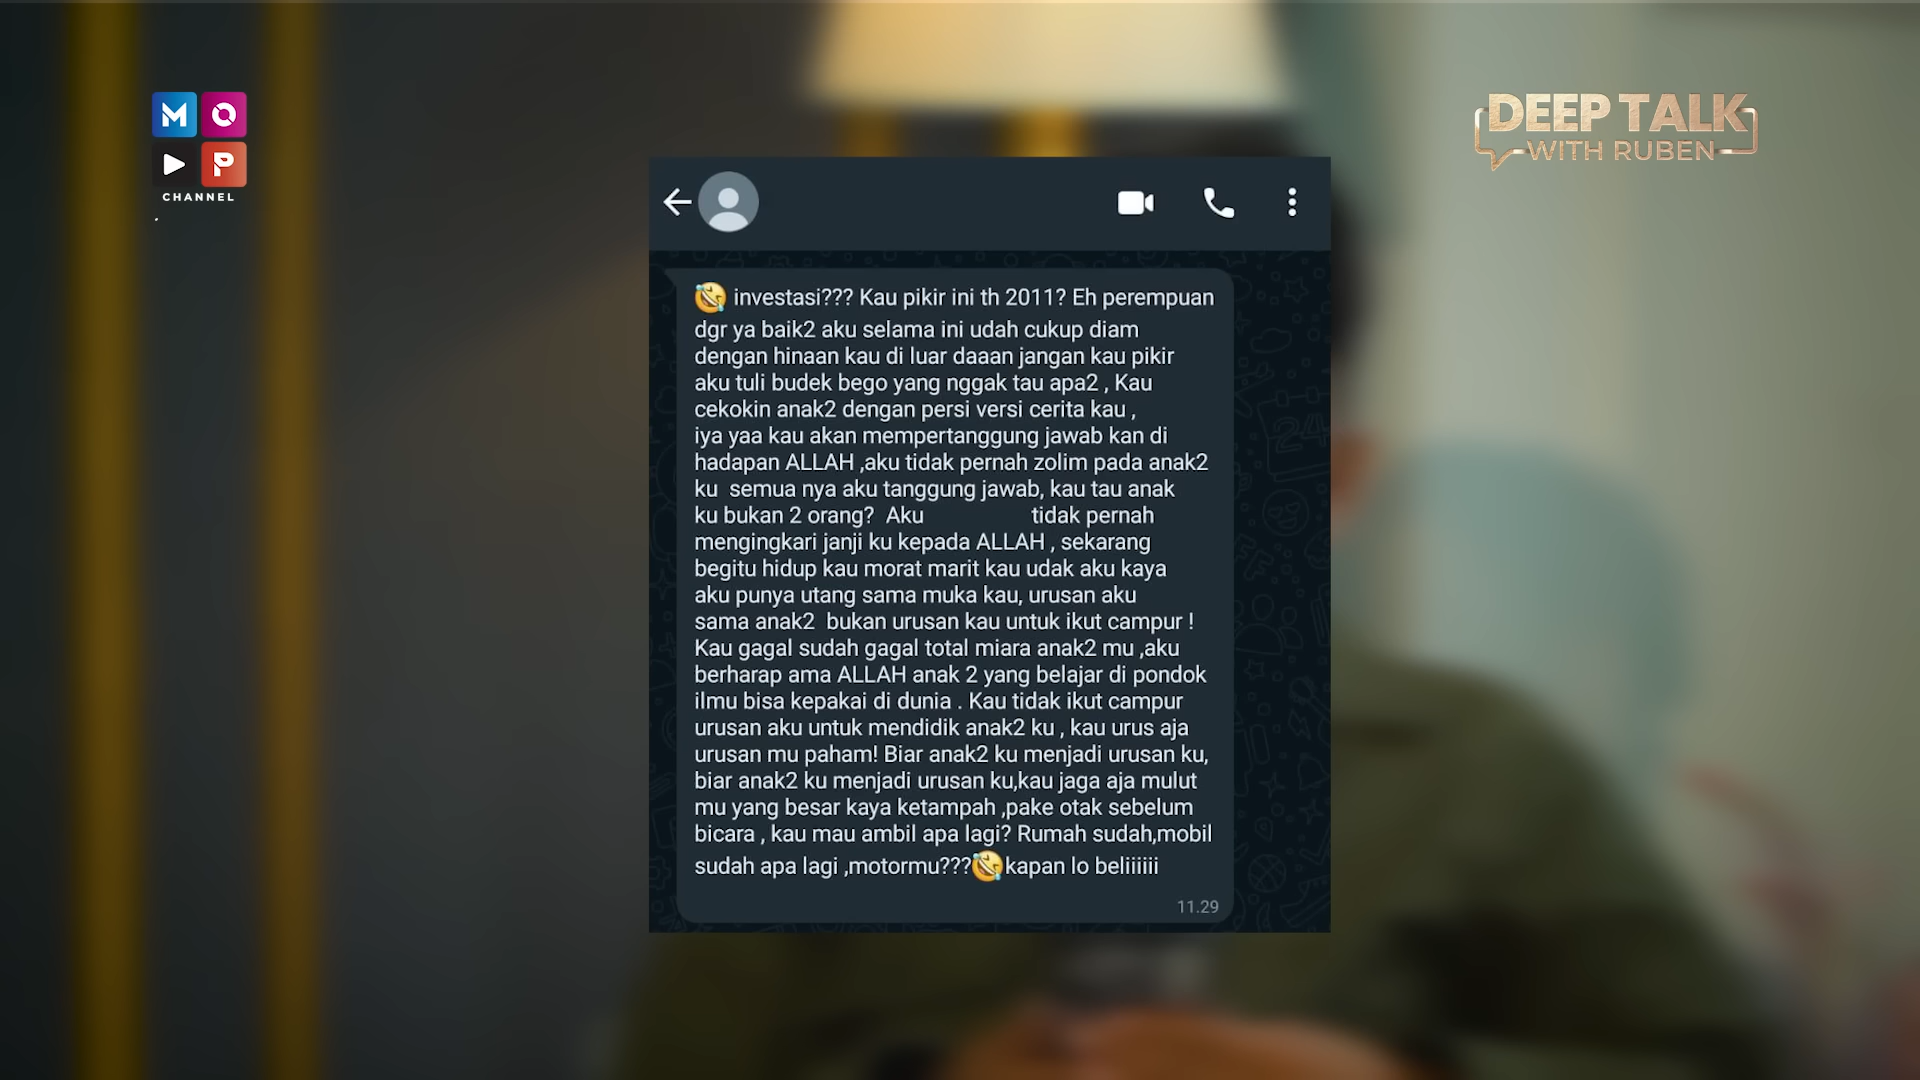 MOP
CHANNEL
DEEP TALK
WITH RUBEN
🤣 investasi??? Kau pikir ini th 2011? Eh perempuan
dgr ya baik2 aku selama ini udah cukup diam
dengan hinaan kau di luar daaan jangan kau pikir
aku tuli budek bego yang nggak tau apa2 , Kau
cekokin anak2 dengan persi versi cerita kau ,
iya yaa kau akan mempertanggung jawab kan di
hadapan ALLAH ,aku tidak pernah zolim pada anak2
ku  semua nya aku tanggung jawab, kau tau anak
ku bukan 2 orang?  Aku tidak pernah
mengingkari janji ku kepada ALLAH , sekarang
begitu hidup kau morat marit kau udak aku kaya
aku punya utang sama muka kau, urusan aku
sama anak2  bukan urusan kau untuk ikut campur !
Kau gagal sudah gagal total miara anak2 mu ,aku
berharap ama ALLAH anak 2 yang belajar di pondok
ilmu bisa kepakai di dunia . Kau tidak ikut campur
urusan aku untuk mendidik anak2 ku , kau urus aja
urusan mu paham! Biar anak2 ku menjadi urusan ku,
biar anak2 ku menjadi urusan ku,kau jaga aja mulut
mu yang besar kaya ketampah ,pake otak sebelum
bicara , kau mau ambil apa lagi? Rumah sudah,mobil
sudah apa lagi ,motormu???🤣kapan lo beliiiiii
11.29